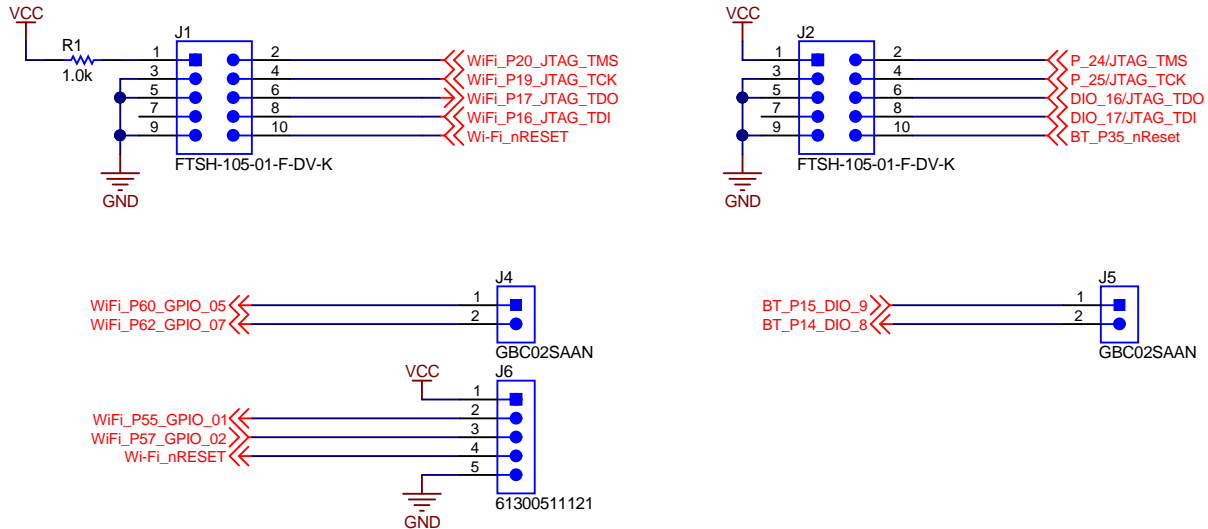 VCC
R1
1.0k
J1
1
2
WiFi_P20_JTAG_TMS
3
4
WiFi_P19_JTAG_TCK
5
6
WiFi_P17_JTAG_TDO
7
8
WiFi_P16_JTAG_TDI
9
10
Wi-Fi_nRESET
FTSH-105-01-F-DV-K
GND
VCC
J2
1
2
P_24/JTAG_TMS
3
4
P_25/JTAG_TCK
5
6
DIO_16/JTAG_TDO
7
8
DIO_17/JTAG_TDI
9
10
BT_P35_nReset
FTSH-105-01-F-DV-K
GND
J4
WiFi_P60_GPIO_05
1
WiFi_P62_GPIO_07
2
GBC02SAAN
J5
BT_P15_DIO_9
1
BT_P14_DIO_8
2
GBC02SAAN
VCC
J6
1
WiFi_P55_GPIO_01
2
WiFi_P57_GPIO_02
3
Wi-Fi_nRESET
4
5
61300511121
GND